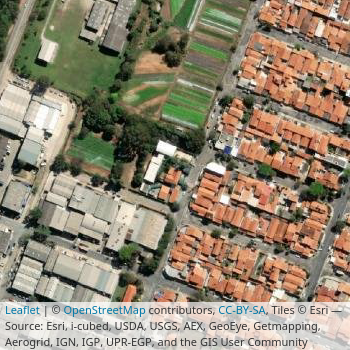 Leaflet | © OpenStreetMap contributors, CC-BY-SA, Tiles © Esri —
Source: Esri, i-cubed, USDA, USGS, AEX, GeoEye, Getmapping,
Aerogrid, IGN, IGP, UPR-EGP, and the GIS User Community